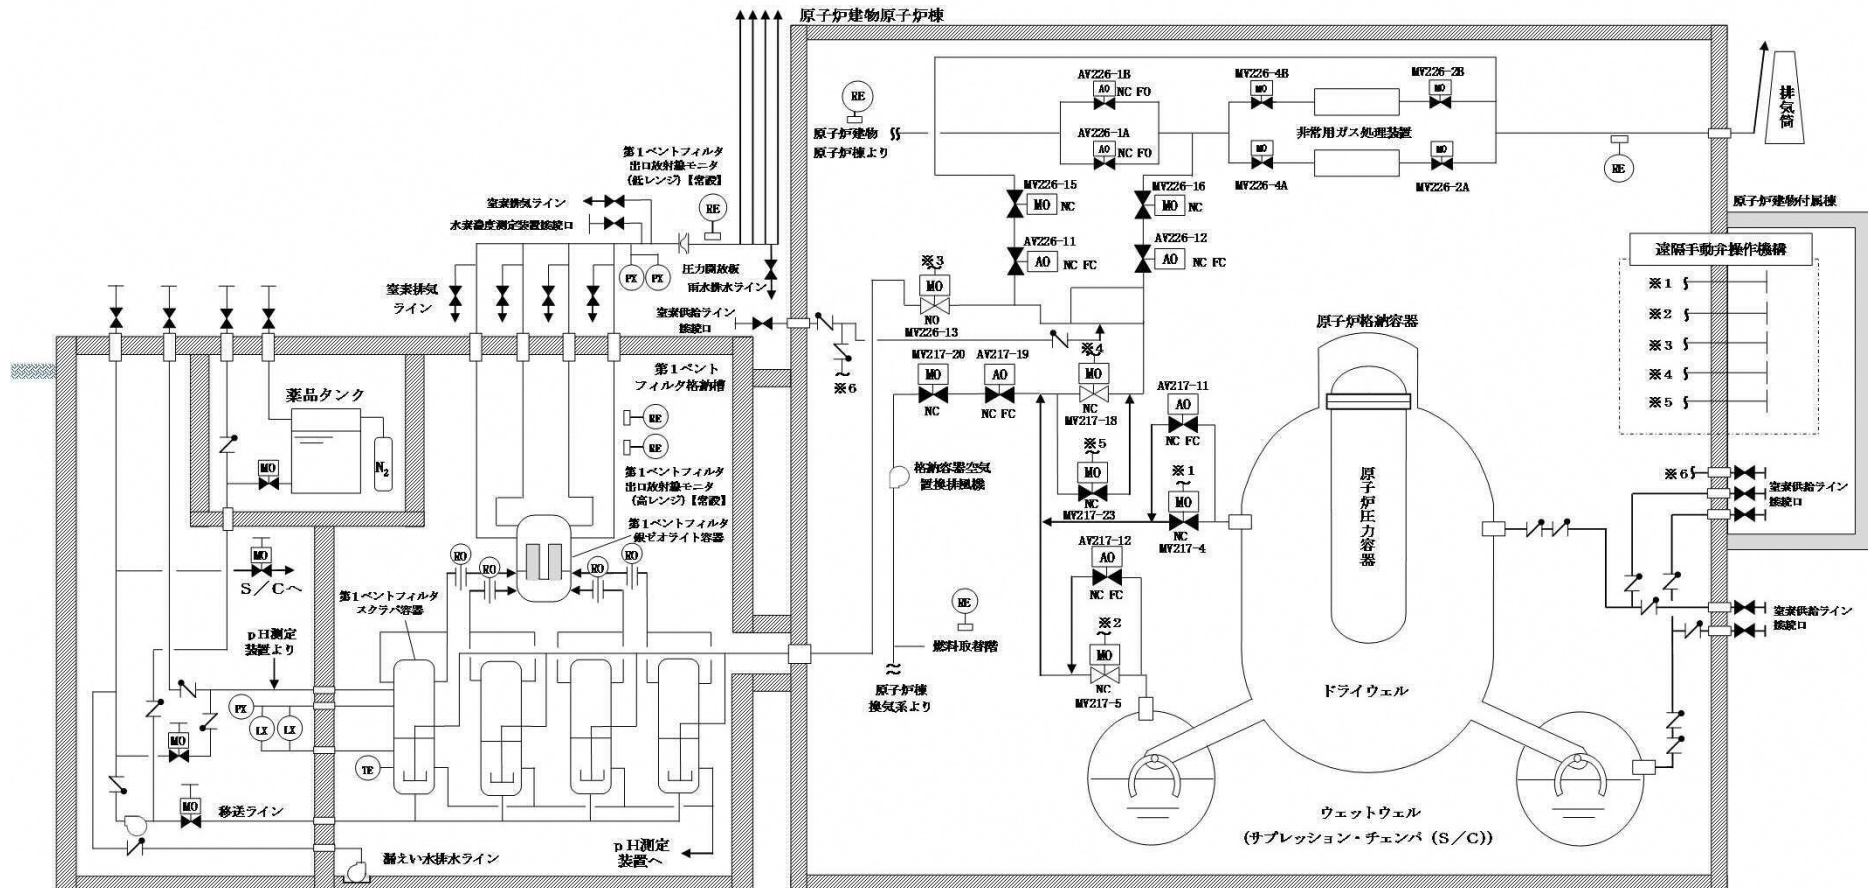 原子炉建物原子炉棟
RE
原子炉建物
原子炉棟より
AV226-1B
AO
NC FO
AV226-1A
AO
NC FO
MV226-4B
MO
MV226-2B
MO
非常用ガス処理装置
MO
MV226-4A
MO
MV226-2A
RE
排気筒
第1ベントフィルタ
出口放射線モニタ
(低レンジ)【常設】
RE
窒素排気ライン
水素濃度測定装置接続口
PX
PX
圧力開放板
雨水排水ライン
窒素排気
ライン
窒素供給ライン
接続口
※6
MV226-15
MO
NC
MV226-16
MO
NC
AV226-11
AO
NC FC
AV226-12
AO
NC FC
※3
MO
NO
MV226-13
原子炉建物付属棟
遠隔手動弁操作機構
※1
※2
※3
※4
※5
原子炉格納容器
MV217-20
MO
NC
AV217-19
AO
NC FC
※4
MO
NC
MV217-18
AV217-11
AO
NC FC
※5
MO
NC
MV217-23
※1
MO
NC
MV217-4
AV217-12
AO
NC FC
※2
MO
NC
MV217-5
格納容器空気
置換排風機
RE
燃料取替階
原子炉棟
換気系より
原子炉圧力容器
ドライウェル
ウェットウェル
(サプレッション・チェンバ(S/C))
※6
窒素供給ライン
接続口
窒素供給ライン
接続口
薬品タンク
N2
MO
第1ベント
フィルタ格納槽
RE
RE
第1ベントフィルタ
出口放射線モニタ
(高レンジ)【常設】
第1ベントフィルタ
銀ゼオライト容器
RO
RO
RO
RO
MO
S/Cへ
第1ベントフィルタ
スクラバ容器
pH測定
装置より
PX
LX
LX
MO
TE
MO
移送ライン
漏えい水排水ライン
pH測定
装置へ